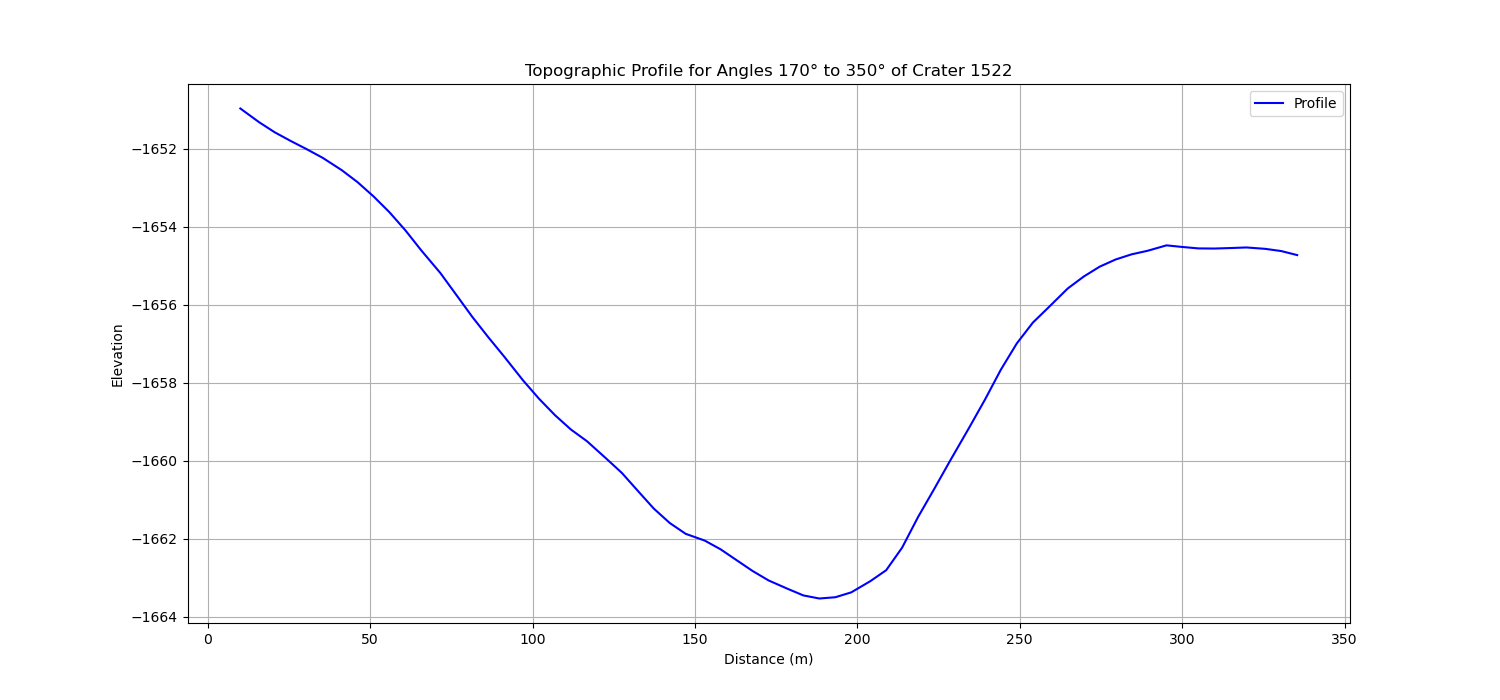 Topographic Profile for Angles 170° to 350° of Crater 1522
Profile
Elevation
−1652
−1654
−1656
−1658
−1660
−1662
−1664
0 50 100 150 200 250 300 350
Distance (m)